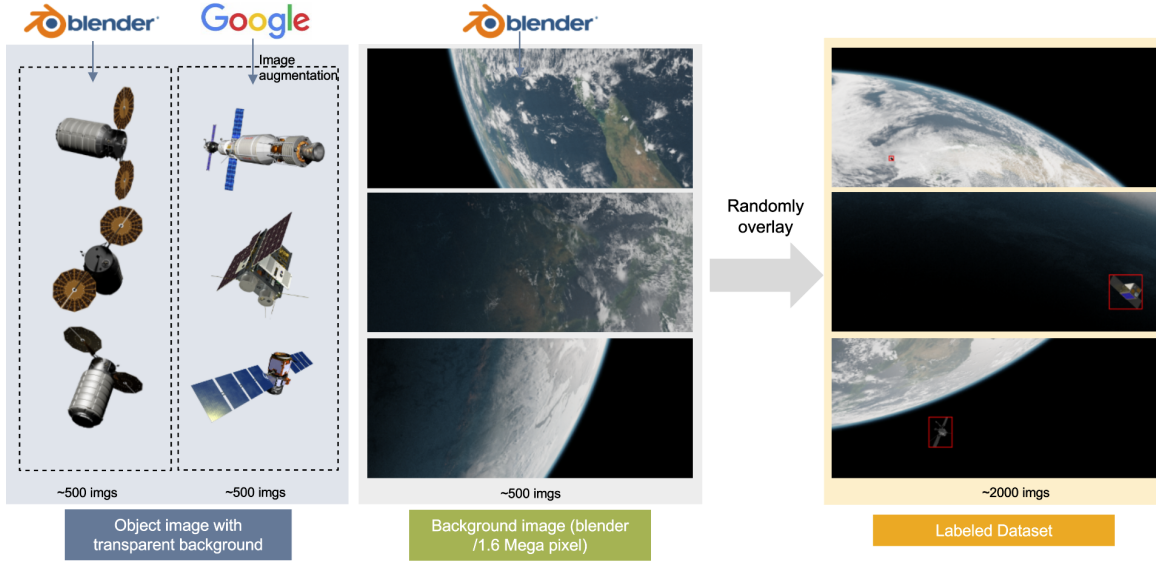 blender
Google
blender
Image
augmentation
~500 imgs
~500 imgs
~500 imgs
Randomly
overlay
~2000 imgs
Object image with
transparent background
Background image (blender
/1.6 Mega pixel)
Labeled Dataset